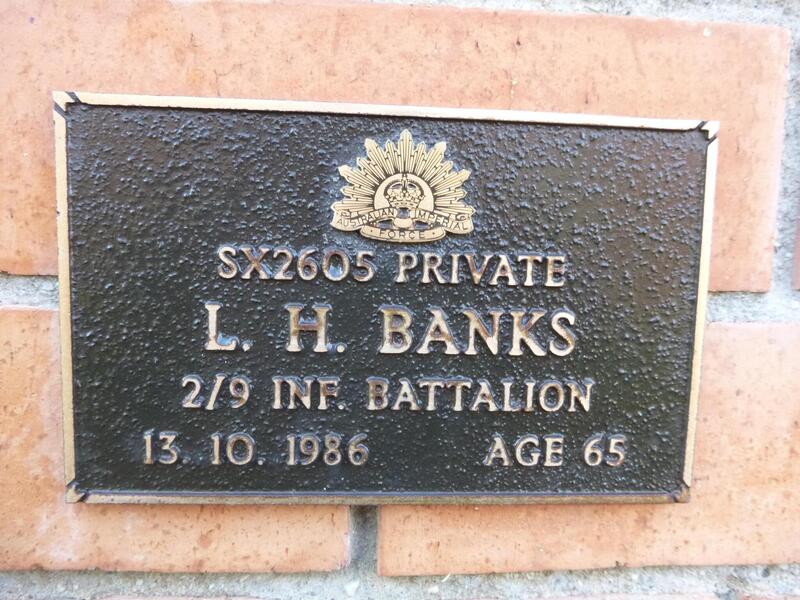 AUSTRALIAN IMPERIAL
FORCE
SX2605 PRIVATE
L. H. BANKS
2/9 INF. BATTALION
13. 10. 1986 AGE 65